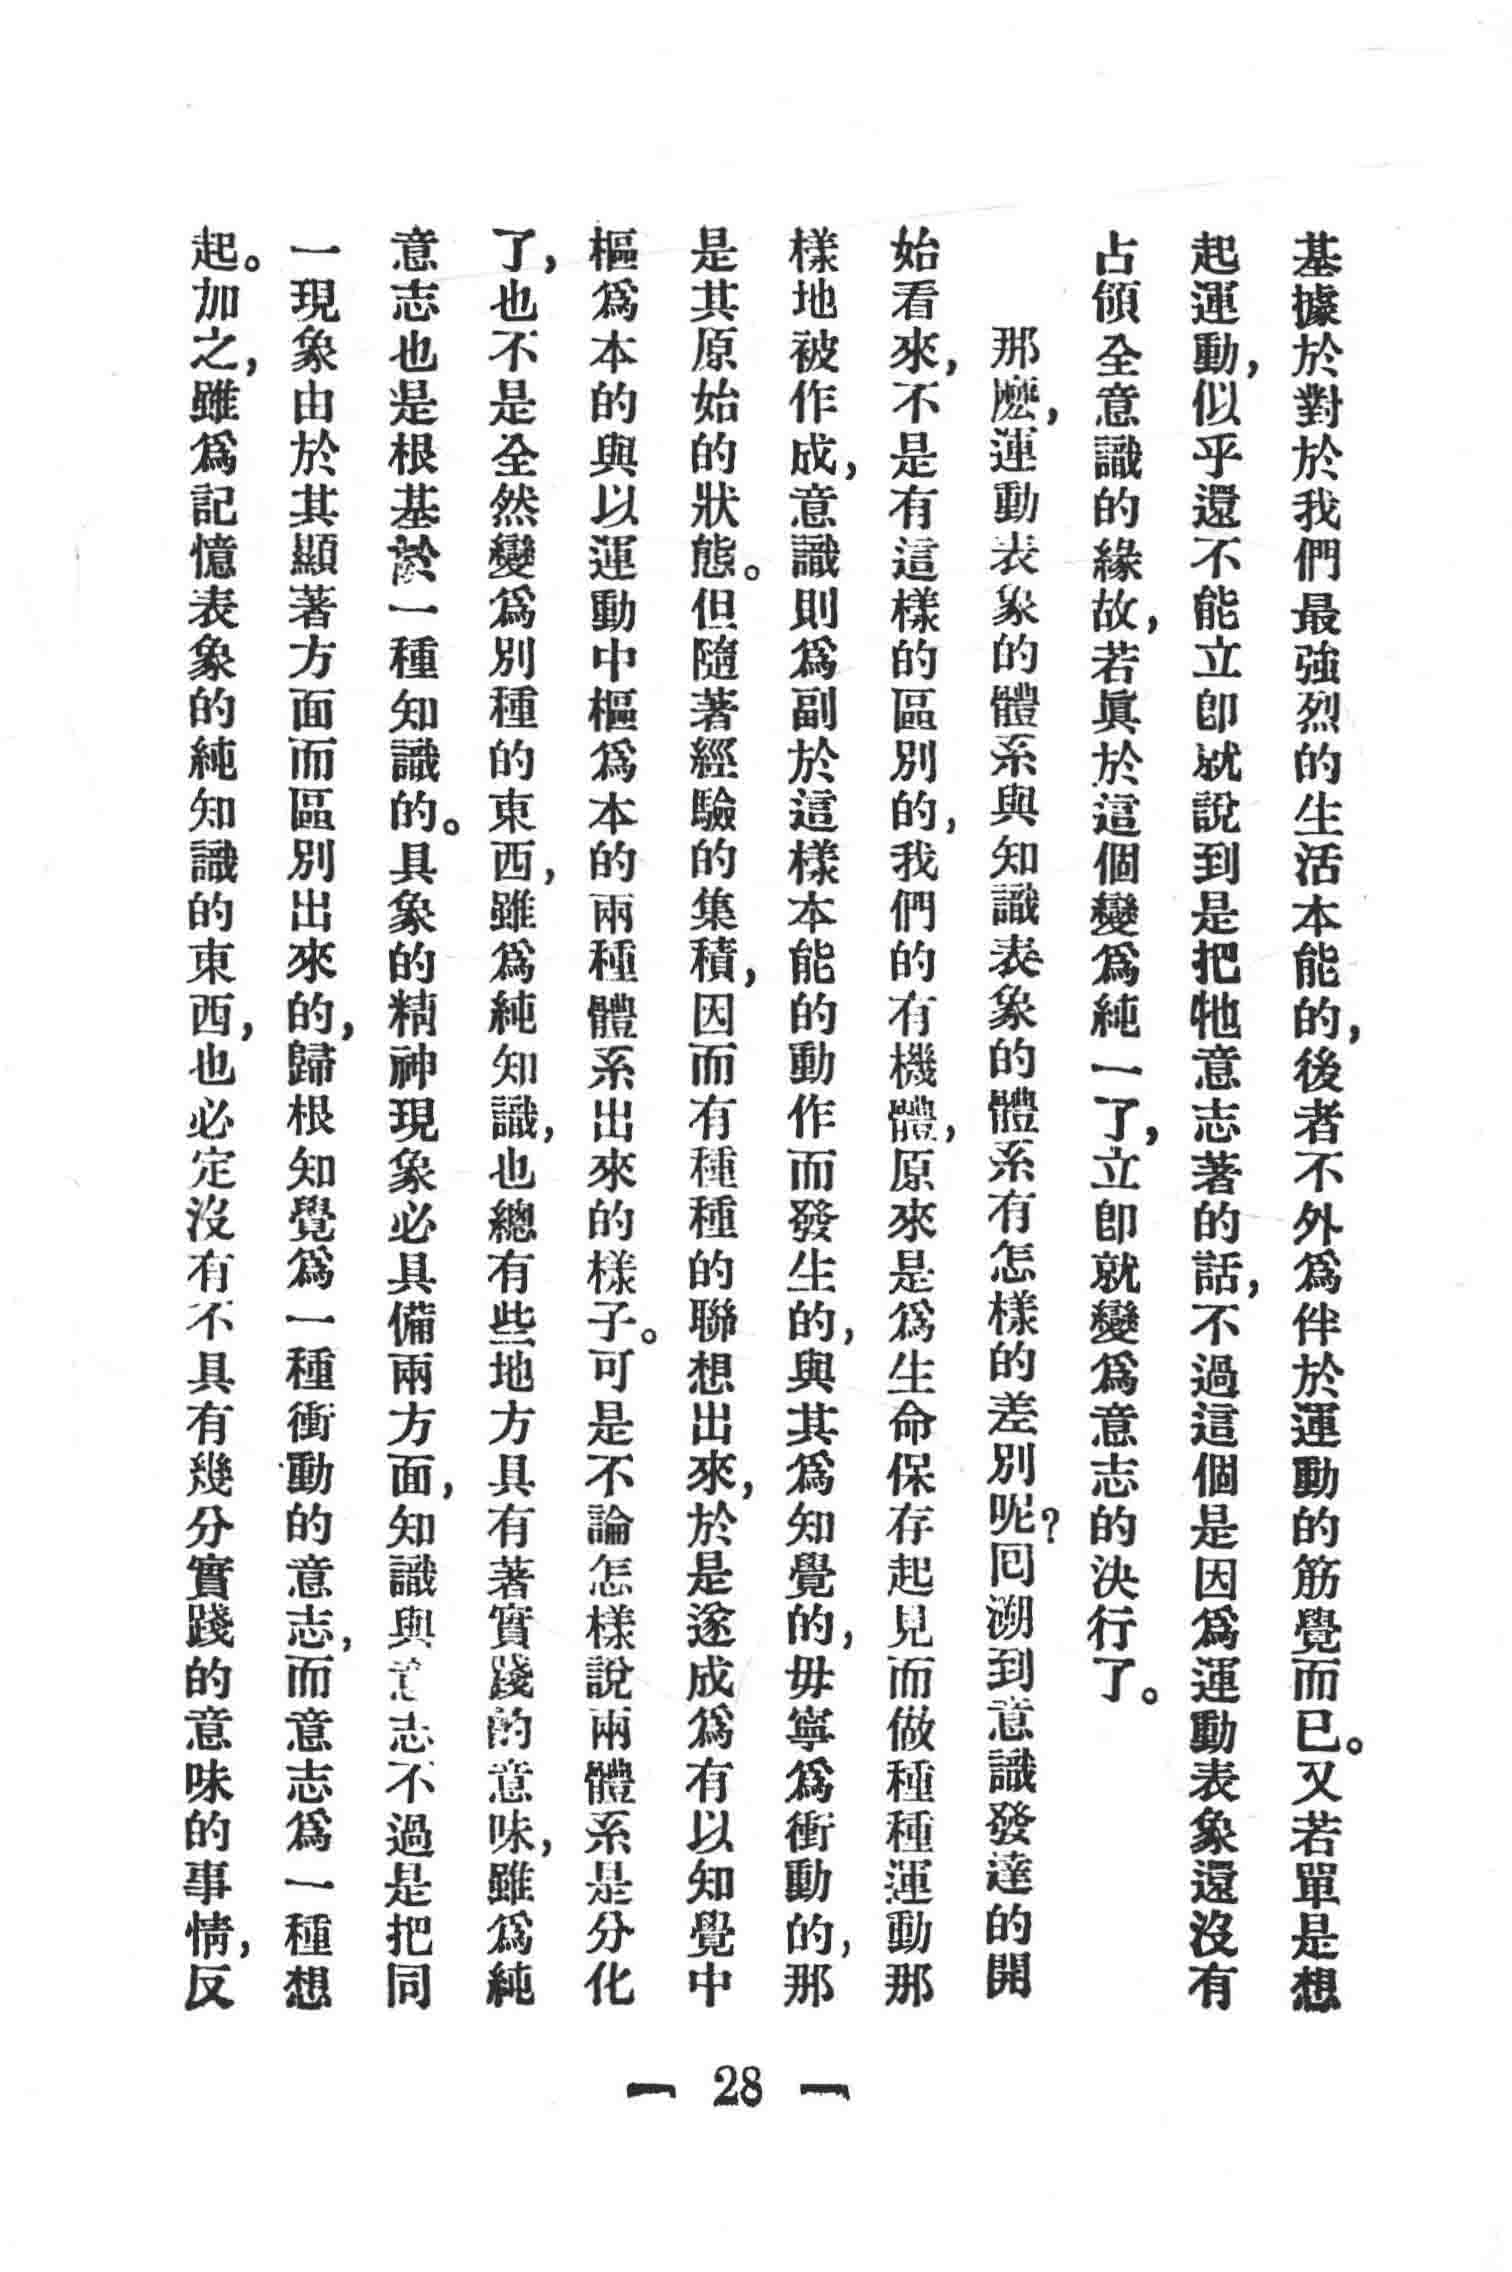 基據於對於我們最強烈的生活本能的，後者不外爲伴於運動的筋覺而已。又若單是想
起運動，似乎還不能立卽就說到是把牠意志著的話，不過這個是因爲運動表象還沒有
占領全意識的緣故，若眞於這個變爲純一了，立卽就變爲意志的決行了。
那麽，運動表象的體系與知識表象的體系有怎樣的差別呢？囘溯到意識發達的開
始看來，不是有這樣的區別的，我們的有機體，原來是爲生命保存起見而做種種運動那
樣地被作成，意識則爲副於這樣本能的動作而發生的，與其爲知覺的，毋寧爲衝動的，那
是其原始的狀態。但隨著經驗的集積，因而有種種的聯想出來，於是遂成爲有以知覺中
樞爲本的與以運動中樞爲本的兩種體系出來的樣子。可是不論怎樣說兩體系是分化
了，也不是全然變爲別種的東西，雖爲純知識，也總有些地方具有著實踐的意味，雖爲純
意志也是根基於一種知識的。具象的精神現象必具備兩方面，知識與意志不過是把同
一現象由於其顯著方面而區別出來的，歸根知覺爲一種衝動的意志，而意志爲一種想
起。加之，雖爲記憶表象的純知識的東西，也必定沒有不具有幾分實踐的意味的事情，反
— 28 —